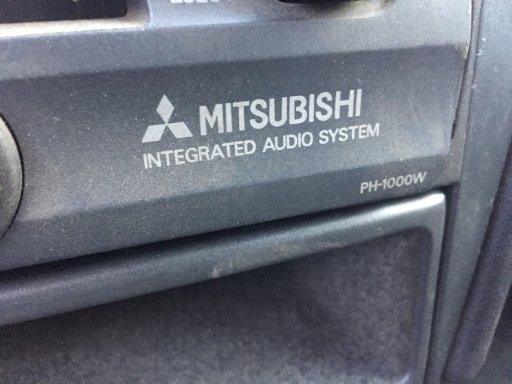 MITSUBISHI
INTEGRATED AUDIO SYSTEM
PH-1000W